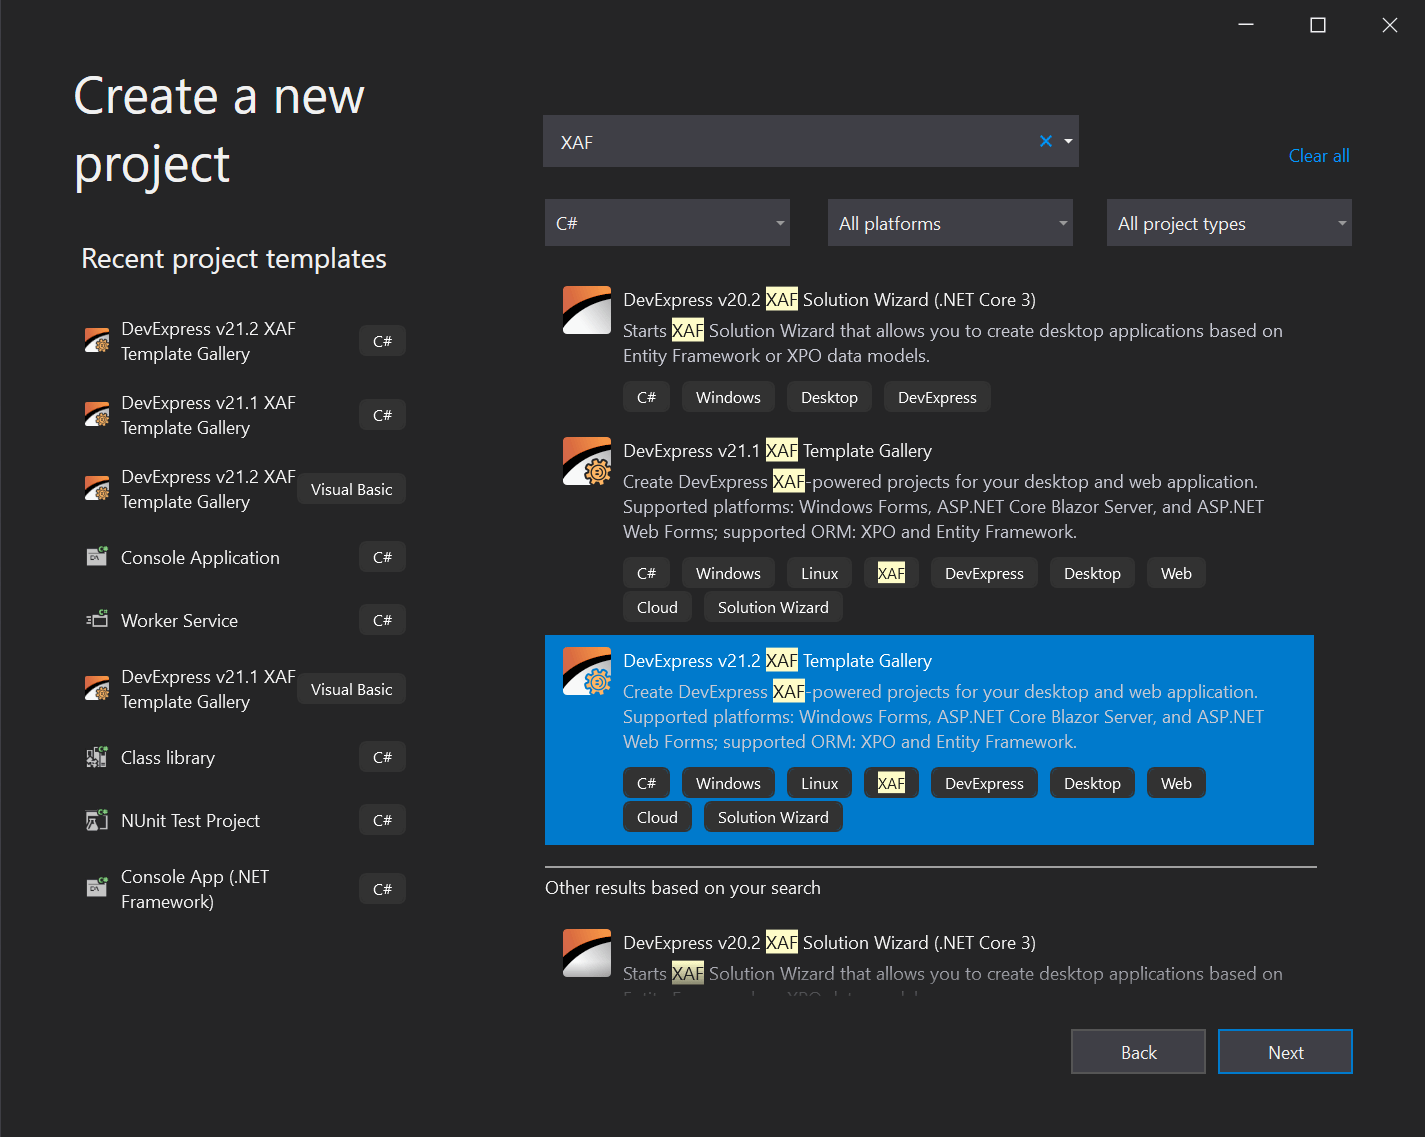 Create a new
project
XAF
Clear all
C#
All platforms
All project types
Recent project templates
DevExpress v21.2 XAF
Template Gallery
C#
DevExpress v21.1 XAF
Template Gallery
C#
DevExpress v21.2 XAF
Template Gallery
Visual Basic
Console Application
C#
Worker Service
C#
DevExpress v21.1 XAF
Template Gallery
Visual Basic
Class library
C#
NUnit Test Project
C#
Console App (.NET
Framework)
C#
DevExpress v20.2 XAF Solution Wizard (.NET Core 3)
Starts XAF Solution Wizard that allows you to create desktop applications based on
Entity Framework or XPO data models.
C# Windows Desktop DevExpress
DevExpress v21.1 XAF Template Gallery
Create DevExpress XAF-powered projects for your desktop and web application.
Supported platforms: Windows Forms, ASP.NET Core Blazor Server, and ASP.NET
Web Forms; supported ORM: XPO and Entity Framework.
C# Windows Linux XAF DevExpress Desktop Web
Cloud Solution Wizard
DevExpress v21.2 XAF Template Gallery
Create DevExpress XAF-powered projects for your desktop and web application.
Supported platforms: Windows Forms, ASP.NET Core Blazor Server, and ASP.NET
Web Forms; supported ORM: XPO and Entity Framework.
C# Windows Linux XAF DevExpress Desktop Web
Cloud Solution Wizard
Other results based on your search
DevExpress v20.2 XAF Solution Wizard (.NET Core 3)
Starts XAF Solution Wizard that allows you to create desktop applications based on
Back
Next